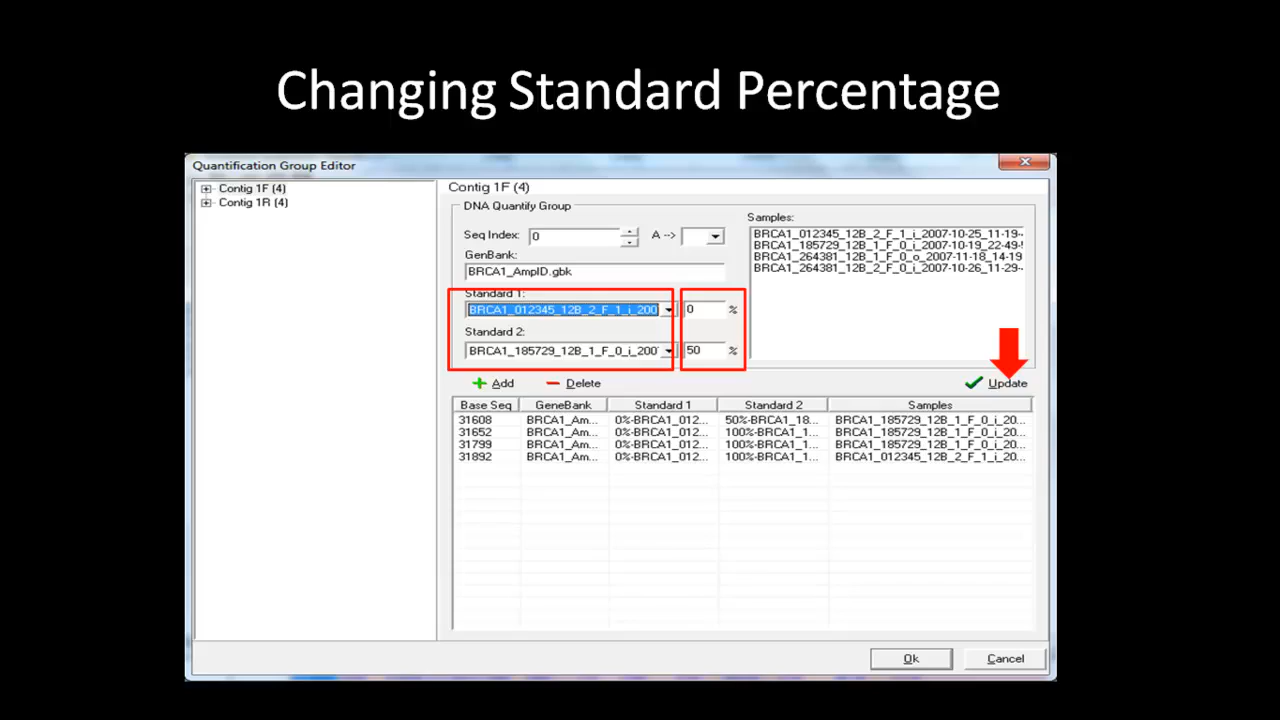 Changing Standard Percentage
Quantification Group Editor
Contig 1F (4)
Contig 1R (4)
Contig 1F (4)
DNA Quantify Group
Seq Index: 0 A -->
GenBank:
BRCA1_AmpID.gbk
Standard 1:
BRCA1_012345_12B_2_F_1_i_200 0 %
Standard 2:
BRCA1_185729_12B_1_F_0_i_200 50 %
Samples:
BRCA1_012345_12B_2_F_1_i_2007-10-25_11-19-
BRCA1_185729_12B_1_F_0_i_2007-10-19_22-49-
BRCA1_264381_12B_1_F_0_o_2007-11-18_14-19
BRCA1_264381_12B_2_F_0_i_2007-10-26_11-29-
Add Delete Update
Base Seq GeneBank Standard 1 Standard 2 Samples
31608 BRCA1_Am... 0%-BRCA1_012... 50%-BRCA1_18... BRCA1_185729_12B_1_F_0_i_20...
31652 BRCA1_Am... 0%-BRCA1_012... 100%-BRCA1_1... BRCA1_185729_12B_1_F_0_i_20...
31799 BRCA1_Am... 0%-BRCA1_012... 100%-BRCA1_1... BRCA1_185729_12B_1_F_0_i_20...
31892 BRCA1_Am... 0%-BRCA1_012... 100%-BRCA1_1... BRCA1_012345_12B_2_F_1_i_20...
Ok Cancel